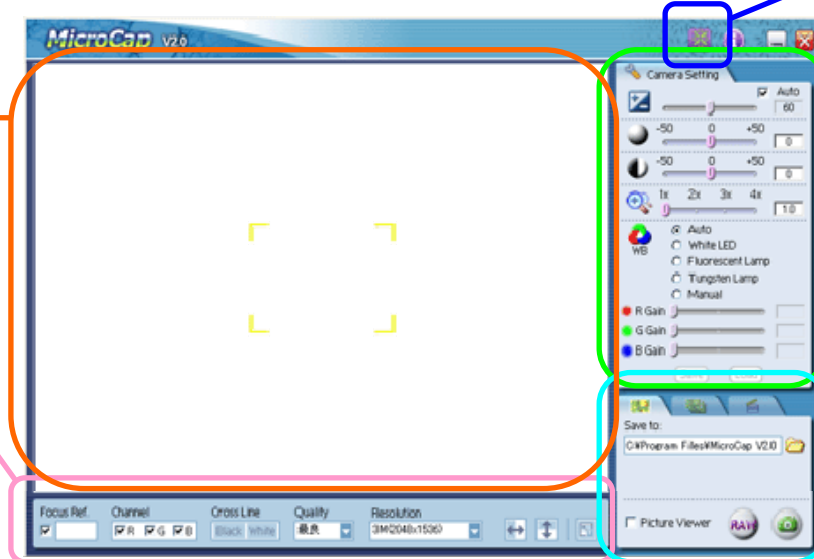 MicroCap V2.0
Camera Setting
Auto
60
-50 0 +50
0
-50 0 +50
0
1x 2x 3x 4x
1.0
WB
Auto
White LED
Fluorescent Lamp
Tungsten Lamp
Manual
R Gain
G Gain
B Gain
Save to:
C:¥Program Filles¥MicroCap V2.0
Picture Viewer
RAW
Focus Ref.
Channel
Cross Line
Quality
Resolution
R G B
Black White
最良
3M(2048x1536)